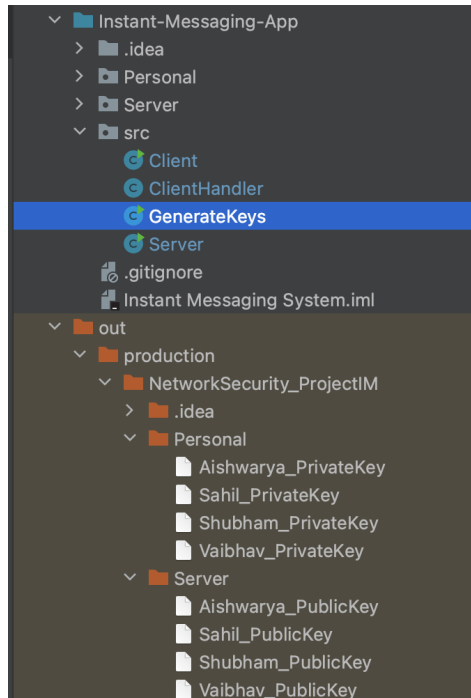 Instant-Messaging-App
.idea
Personal
Server
src
Client
ClientHandler
GenerateKeys
Server
.gitignore
Instant Messaging System.iml
out
production
NetworkSecurity_ProjectIM
.idea
Personal
Aishwarya_PrivateKey
Sahil_PrivateKey
Shubham_PrivateKey
Vaibhav_PrivateKey
Server
Aishwarya_PublicKey
Sahil_PublicKey
Shubham_PublicKey
Vaibhav_PublicKey